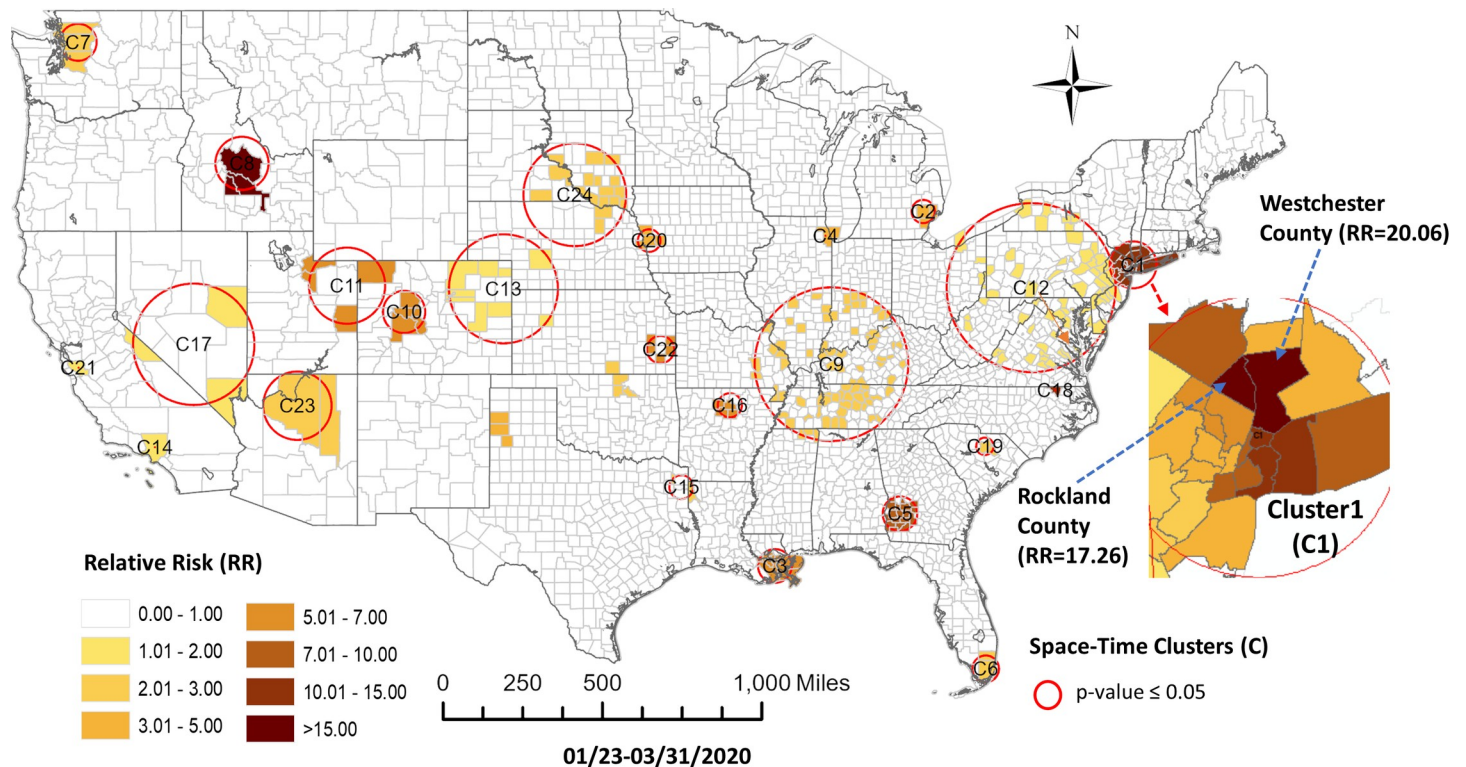 N
C7
C8
C24
C2
C20
C4
C1
C11
C13
C12
C10
C17
C21
C22
C9
C23
C16
C18
C14
C19
C15
C5
C3
C6
Westchester
County (RR=20.06)
Rockland
County
(RR=17.26)
C1
Cluster1
(C1)
Relative Risk (RR)
0.00 - 1.00
1.01 - 2.00
2.01 - 3.00
3.01 - 5.00
5.01 - 7.00
7.01 - 10.00
10.01 - 15.00
>15.00
0 250 500 1,000 Miles
01/23-03/31/2020
Space-Time Clusters (C)
p-value ≤ 0.05